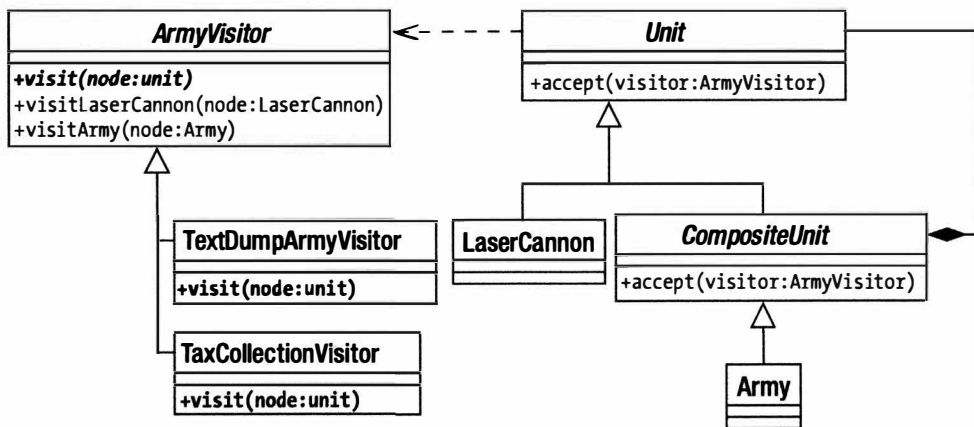 ArmyVisitor
+visit(node:unit)
+visitLaserCannon(node:LaserCannon)
+visitArmy(node:Army)
Unit
+accept(visitor:ArmyVisitor)
TextDumpArmyVisitor
+visit(node:unit)
TaxCollectionVisitor
+visit(node:unit)
LaserCannon
CompositeUnit
+accept(visitor:ArmyVisitor)
Army